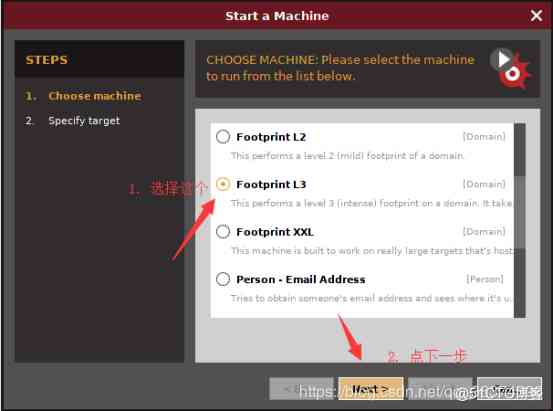 Start a Machine
STEPS
1. Choose machine
2. Specify target
CHOOSE MACHINE: Please select the machine
to run from the list below.
Footprint L2 [Domain]
This performs a level 2 (mild) footprint of a domain.
1. 选择这个
Footprint L3 [Domain]
This performs a level 3 (intense) footprint on a domain. It take
Footprint XXL [Domain]
This machine is built to work on really large targets that's host
Person - Email Address [Person]
Tries to obtain someone's email address and sees where it's u...
2. 点下一步
Next >
https://blog.csdn.net/
@51CTO博客